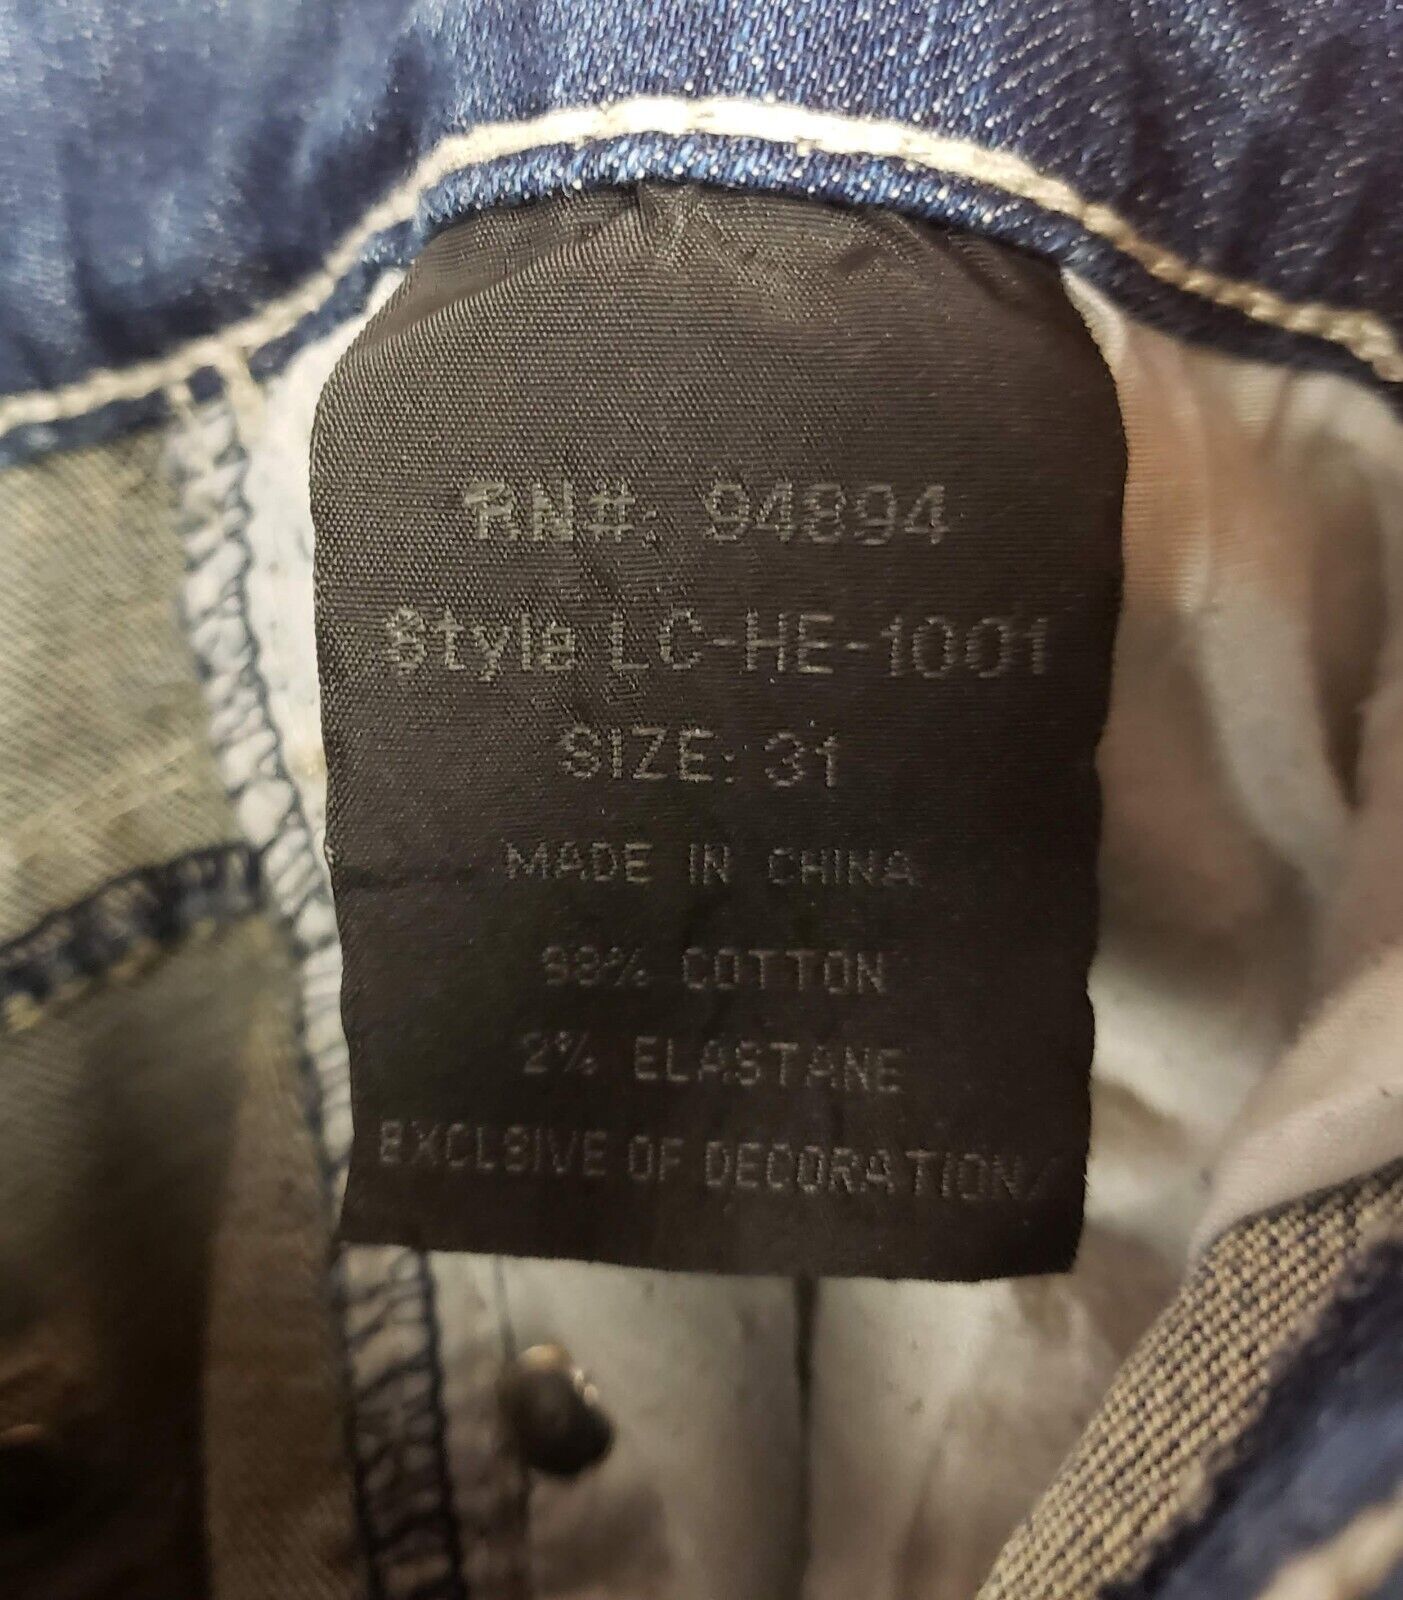 RN#: 94894
Style LC-HE-1001
SIZE: 31
MADE IN CHINA
98% COTTON
2% ELASTANE
EXCLSIVE OF DECORATION/